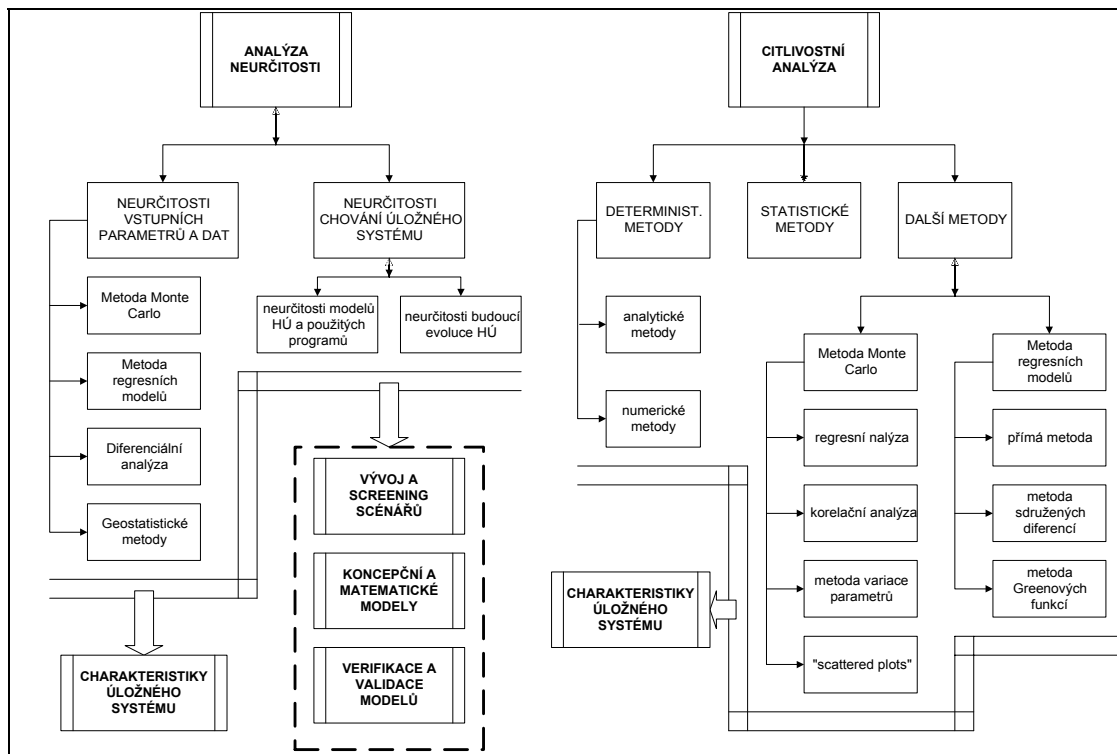 ANALÝZA
NEURČITOSTI
NEURČITOSTI
VSTUPNÍCH
PARAMETRŮ A DAT
NEURČITOSTI
CHOVÁNÍ ÚLOŽNÉHO
SYSTÉMU
Metoda Monte
Carlo
Metoda
regresních
modelů
Diferenciální
analýza
Geostatistické
metody
neurčitosti modelů
HÚ a použitých
programů
neurčitosti budoucí
evoluce HÚ
VÝVOJ A
SCREENING
SCÉNÁŘŮ
KONCEPČNÍ A
MATEMATICKÉ
MODELY
VERIFIKACE A
VALIDACE
MODELŮ
CHARAKTERISTIKY
ÚLOŽNÉHO
SYSTÉMU
CITLIVOSTNÍ
ANALÝZA
DETERMINIST.
METODY
STATISTICKÉ
METODY
DALŠÍ METODY
analytické
metody
numerické
metody
Metoda Monte
Carlo
regresní nalýza
korelační analýza
metoda variace
parametrů
"scattered plots"
Metoda
regresních
modelů
přímá metoda
metoda
sdružených
diferencí
metoda
Greenových
funkcí
CHARAKTERISTIKY
ÚLOŽNÉHO
SYSTÉMU